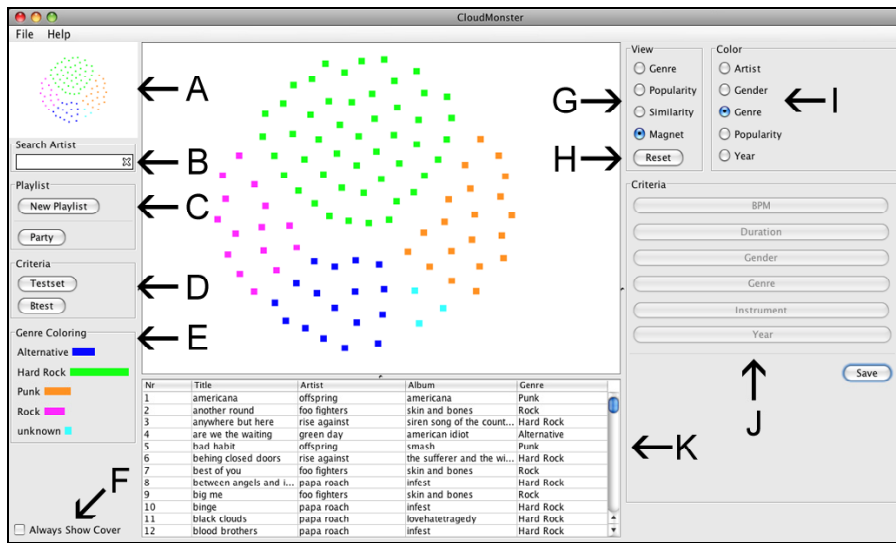 CloudMonster
File Help
A
Search Artist
B
Playlist
New Playlist
C
Party
Criteria
Testset
D
Btest
Genre Coloring
E
Alternative
Hard Rock
Punk
Rock
unknown
F
Always Show Cover
View
Genre
Popularity
Similarity
Magnet
Reset
G
H
Color
Artist
Gender
Genre
Popularity
Year
I
Criteria
BPM
Duration
Gender
Genre
Instrument
Year
Save
J
K
Nr Title Artist Album Genre
1 americana offspring americana Punk
2 another round foo fighters skin and bones Rock
3 anywhere but here rise against siren song of the count... Hard Rock
4 are we the waiting green day american idiot Alternative
5 bad habit offspring smash Punk
6 behing closed doors rise against the sufferer and the wi... Hard Rock
7 best of you foo fighters skin and bones Rock
8 between angels and i... papa roach infest Hard Rock
9 big me foo fighters skin and bones Rock
10 binge papa roach infest Hard Rock
11 black clouds papa roach lovehatetragedy Hard Rock
12 blood brothers papa roach infest Hard Rock